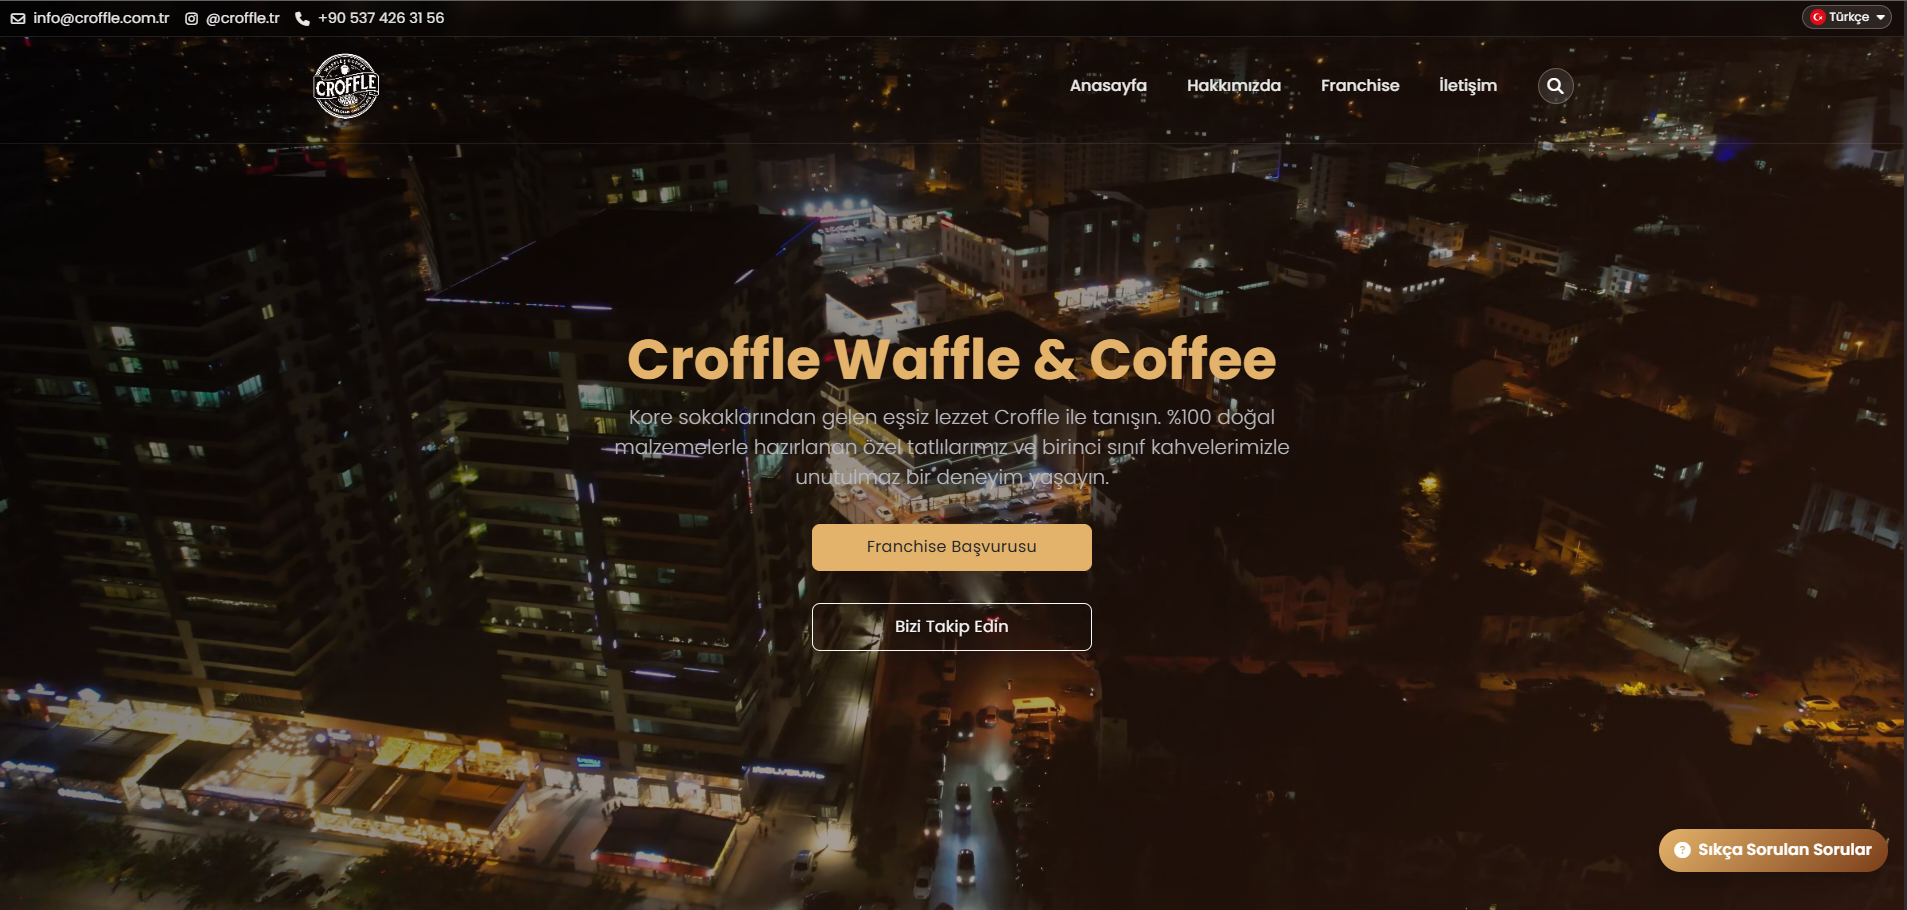 info@croffle.com.tr @croffle.tr +90 537 426 31 56
Türkçe
CROFFLE
Anasayfa Hakkımızda Franchise İletişim
Croffle Waffle & Coffee
Kore sokaklarından gelen eşsiz lezzet Croffle ile tanışın. %100 doğal
malzemelerle hazırlanan özel tatlılarımız ve birinci sınıf kahvelerimizle
unutulmaz bir deneyim yaşayın.
Franchise Başvurusu
Bizi Takip Edin
Sıkça Sorulan Sorular